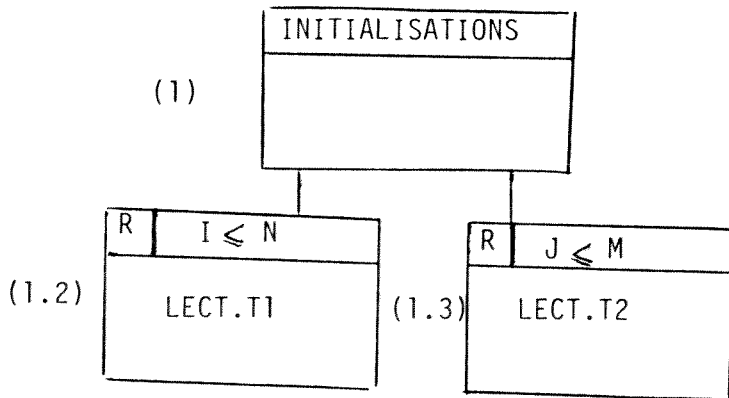 INITIALISATIONS
(1)
R I ⩽ N
R J ⩽ M
(1.2) LECT.T1
(1.3) LECT.T2